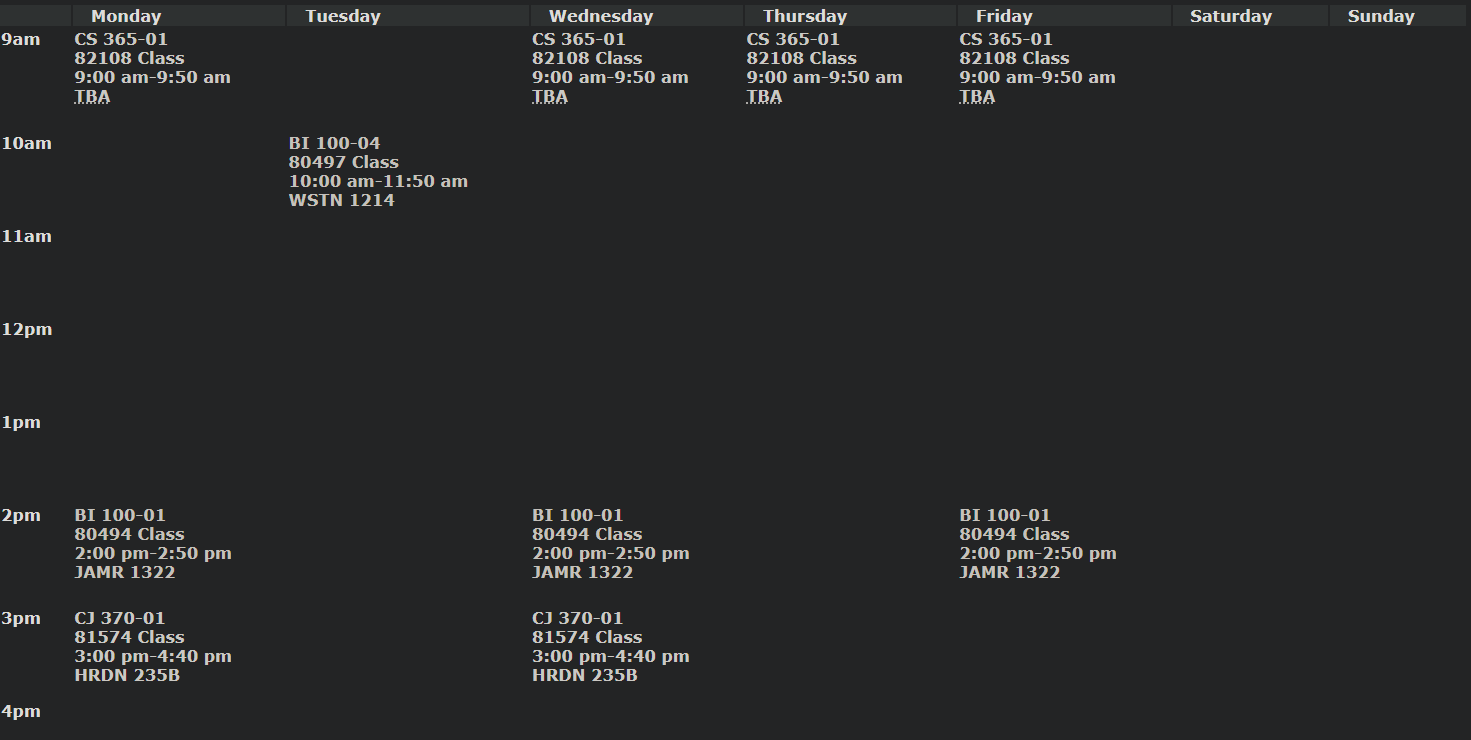 Monday Tuesday Wednesday Thursday Friday Saturday Sunday
9am
CS 365-01
82108 Class
9:00 am-9:50 am
TBA
CS 365-01
82108 Class
9:00 am-9:50 am
TBA
CS 365-01
82108 Class
9:00 am-9:50 am
TBA
CS 365-01
82108 Class
9:00 am-9:50 am
TBA
10am
BI 100-04
80497 Class
10:00 am-11:50 am
WSTN 1214
11am
12pm
1pm
2pm
BI 100-01
80494 Class
2:00 pm-2:50 pm
JAMR 1322
BI 100-01
80494 Class
2:00 pm-2:50 pm
JAMR 1322
BI 100-01
80494 Class
2:00 pm-2:50 pm
JAMR 1322
3pm
CJ 370-01
81574 Class
3:00 pm-4:40 pm
HRDN 235B
CJ 370-01
81574 Class
3:00 pm-4:40 pm
HRDN 235B
4pm